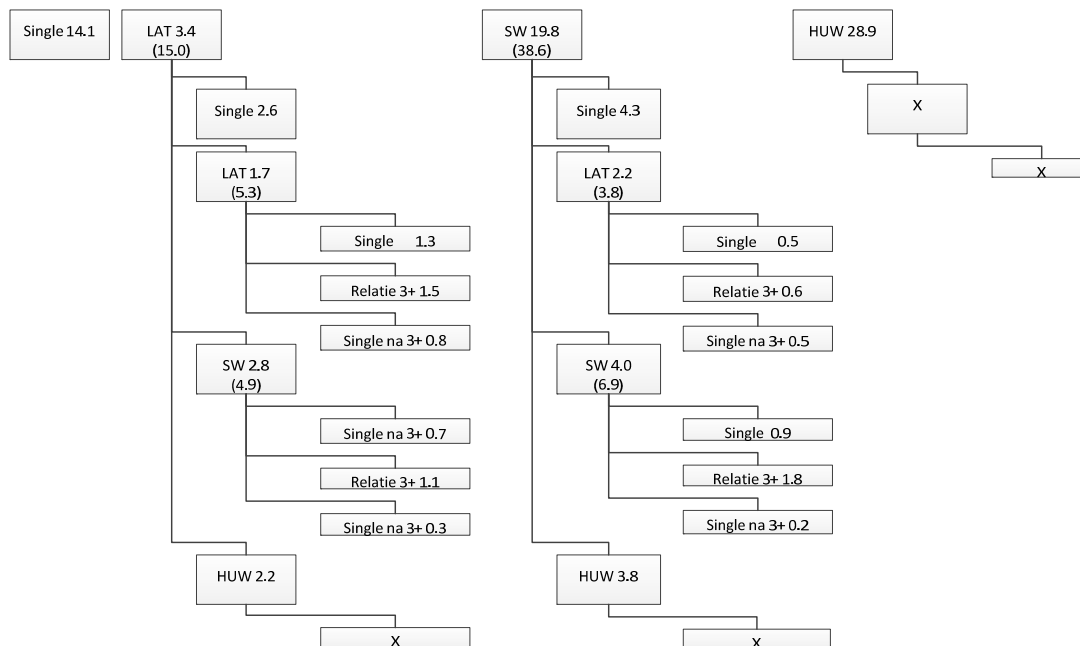 Single 14.1
LAT 3.4
(15.0)
Single 2.6
LAT 1.7
(5.3)
Single 1.3
Relatie 3+ 1.5
Single na 3+ 0.8
SW 2.8
(4.9)
Single na 3+ 0.7
Relatie 3+ 1.1
Single na 3+ 0.3
HUW 2.2
X
SW 19.8
(38.6)
Single 4.3
LAT 2.2
(3.8)
Single 0.5
Relatie 3+ 0.6
Single na 3+ 0.5
SW 4.0
(6.9)
Single 0.9
Relatie 3+ 1.8
Single na 3+ 0.2
HUW 3.8
X
HUW 28.9
X
X